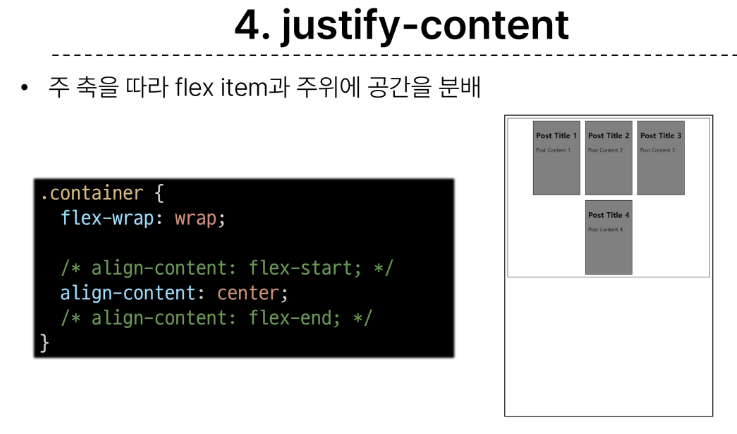 4. justify-content
• 주 축을 따라 flex item과 주위에 공간을 분배
.container {
flex-wrap: wrap;
/* align-content: flex-start; */
align-content: center;
/* align-content: flex-end; */
}
Post Title 1 Post Title 2 Post Title 3
Post Content 1 Post Content 2 Post Content 3
Post Title 4
Post Content 4